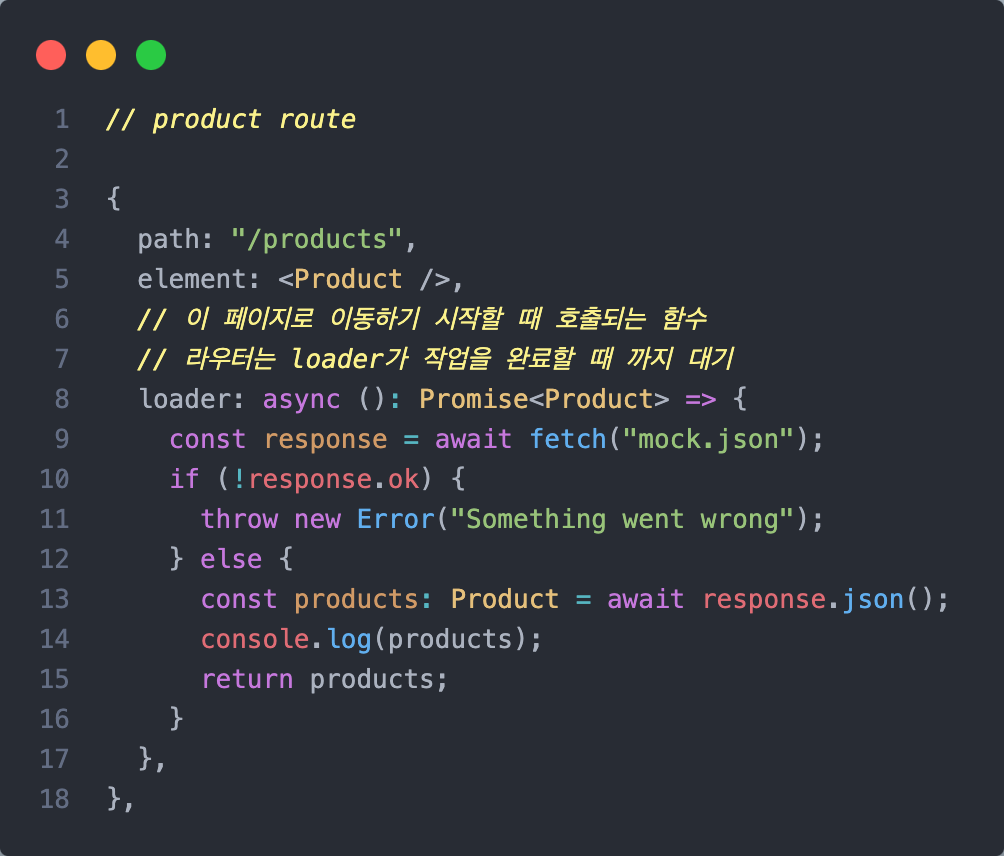 1 // product route
2
3 {
4   path: "/products",
5   element: <Product />,
6   // 이 페이지로 이동하기 시작할 때 호출되는 함수
7   // 라우터는 loader가 작업을 완료할 때 까지 대기
8   loader: async (): Promise<Product> => {
9     const response = await fetch("mock.json");
10     if (!response.ok) {
11       throw new Error("Something went wrong");
12     } else {
13       const products: Product = await response.json();
14       console.log(products);
15       return products;
16     }
17   },
18 },